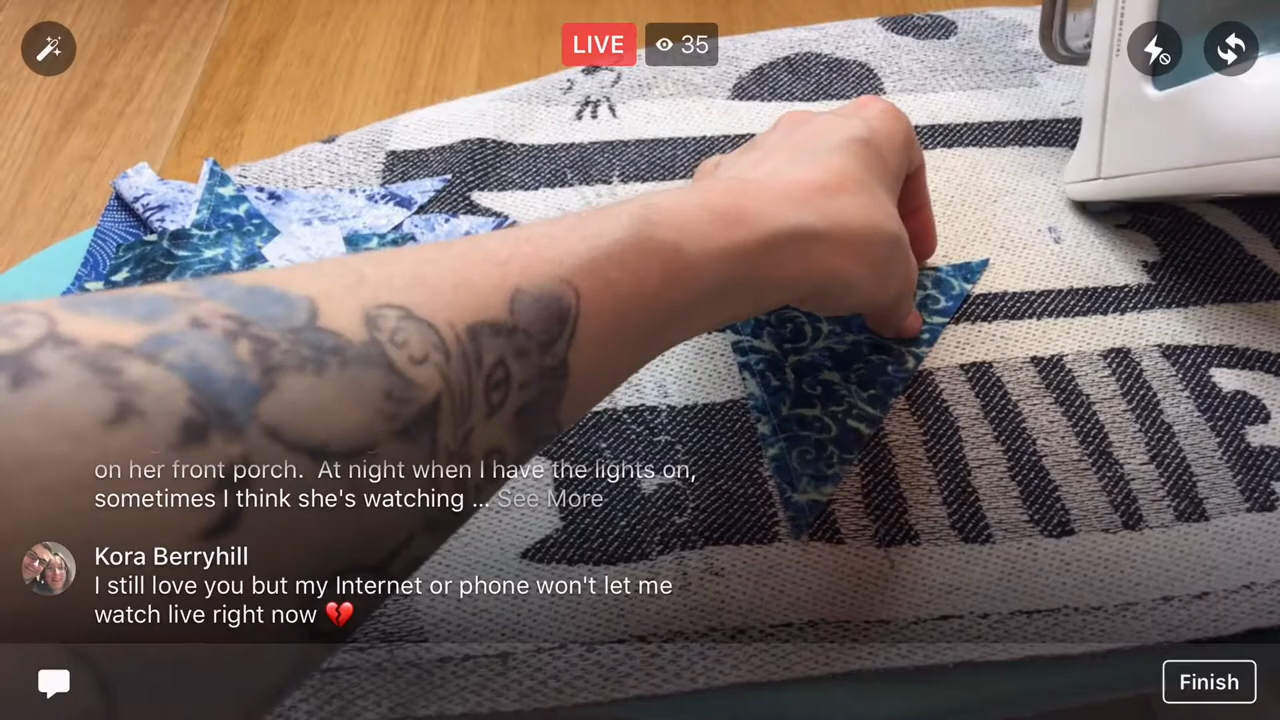 LIVE
35
on her front porch.  At night when I have the lights on,
sometimes I think she's watching ... See More
Kora Berryhill
I still love you but my Internet or phone won't let me
watch live right now 💔
Finish